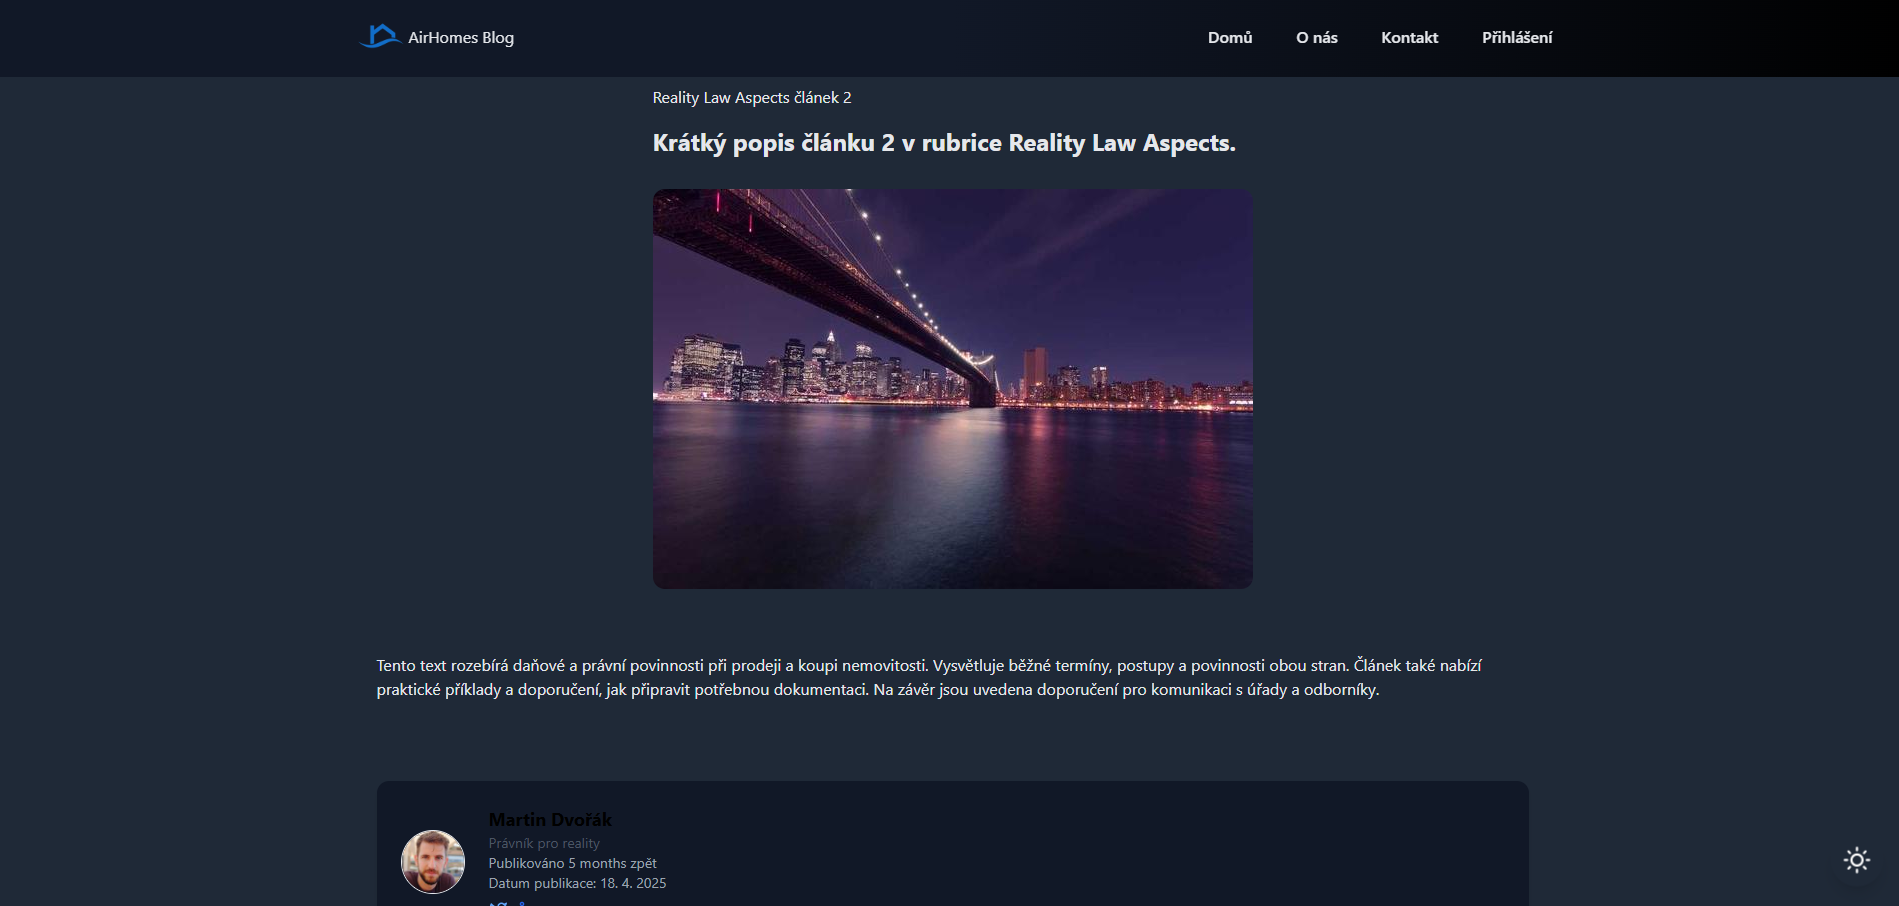 AirHomes Blog
Domů
O nás
Kontakt
Přihlášení
Reality Law Aspects článek 2
Krátký popis článku 2 v rubrice Reality Law Aspects.
Tento text rozebírá daňové a právní povinnosti při prodeji a koupi nemovitosti. Vysvětluje běžné termíny, postupy a povinnosti obou stran. Článek také nabízí
praktické příklady a doporučení, jak připravit potřebnou dokumentaci. Na závěr jsou uvedena doporučení pro komunikaci s úřady a odborníky.
Martin Dvořák
Právník pro reality
Publikováno 5 months zpět
Datum publikace: 18. 4. 2025